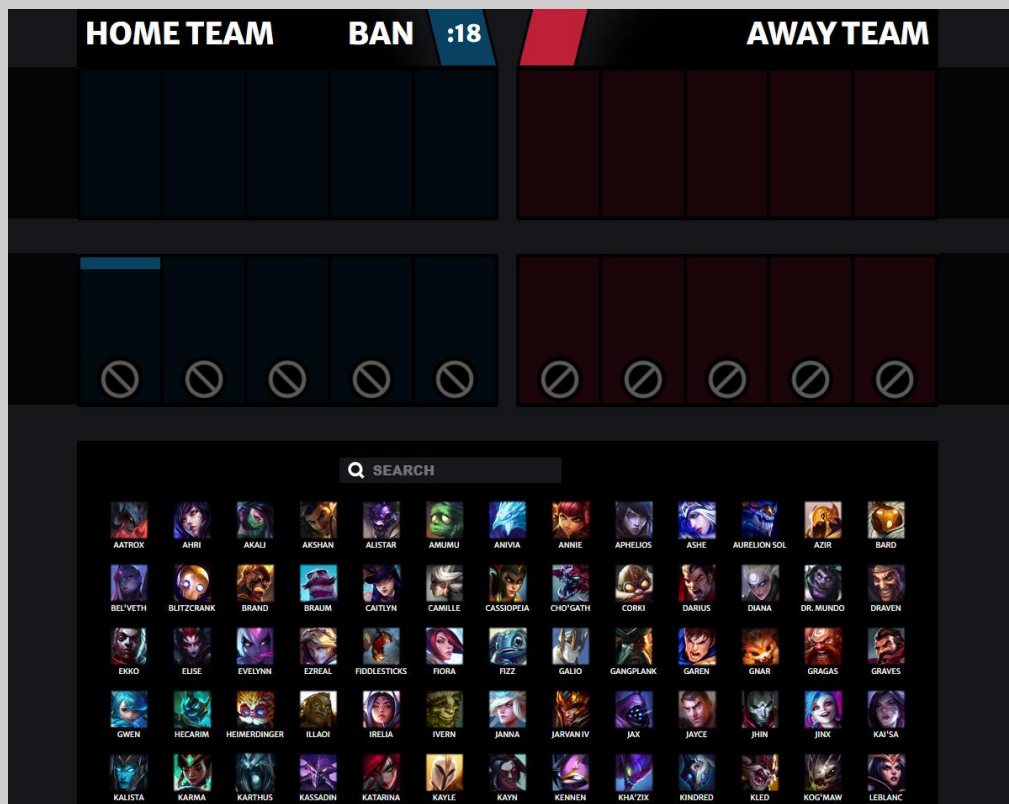 HOME TEAM BAN :18 AWAY TEAM
SEARCH
AATROX AHRI AKALI AKSHAN ALISTAR AMUMU ANIVIA ANNIE APHELIOS ASHE AURELION SOL AZIR BARD
BEL'VETH BLITZCRANK BRAND BRAUM CAITLYN CAMILLE CASSIOPEIA CHO'GATH CORKI DARIUS DIANA DR. MUNDO DRAVEN
EKKO ELISE EVELYNN EZREAL FIDDLESTICKS FIORA FIZZ GALIO GANGPLANK GAREN GNAR GRAGAS GRAVES
GWEN HECARIM HEIMERDINGER ILLAOI IRELIA IVERN JANNA JARVAN IV JAX JAYCE JHIN JINX KAI'SA
KALISTA KARMA KARTHUS KASSADIN KATARINA KAYLE KAYN KENNEN KHA'ZIX KINDRED KLED KOG'MAW LEBLANC